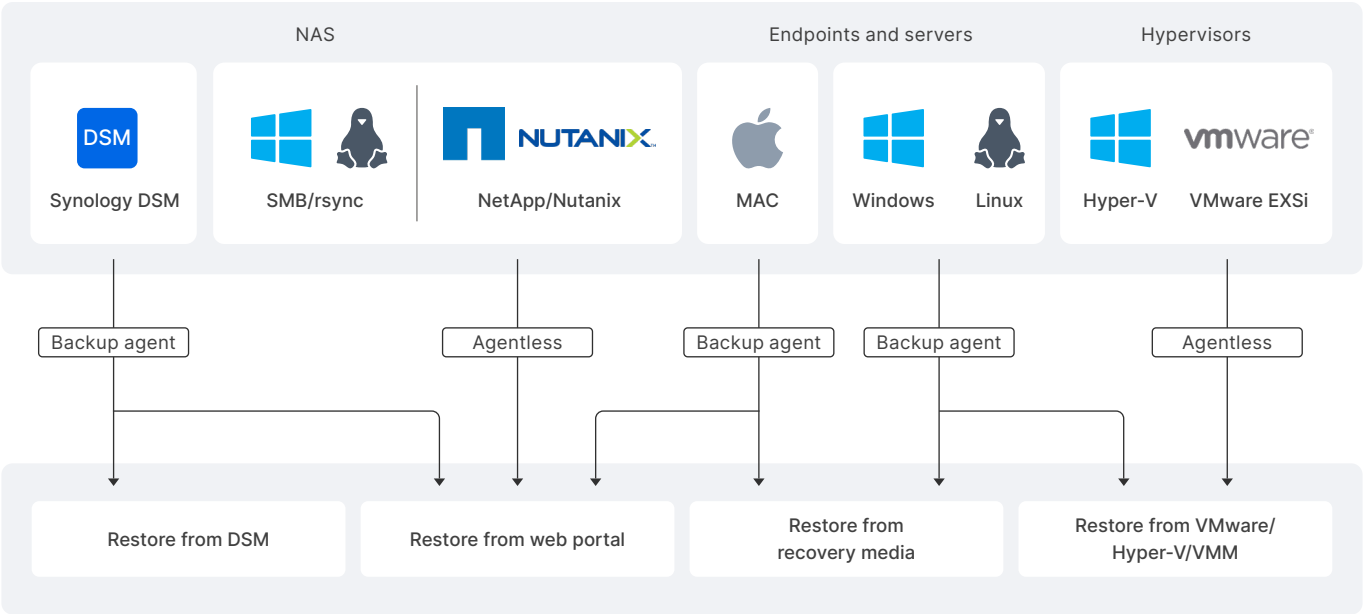 NAS
Endpoints and servers
Hypervisors
DSM
NUTANIX™
vmware®
Synology DSM
SMB/rsync
NetApp/Nutanix
MAC
Windows
Linux
Hyper-V
VMware EXSi
Backup agent
Agentless
Backup agent
Backup agent
Agentless
Restore from DSM
Restore from web portal
Restore from
recovery media
Restore from VMware/
Hyper-V/VMM